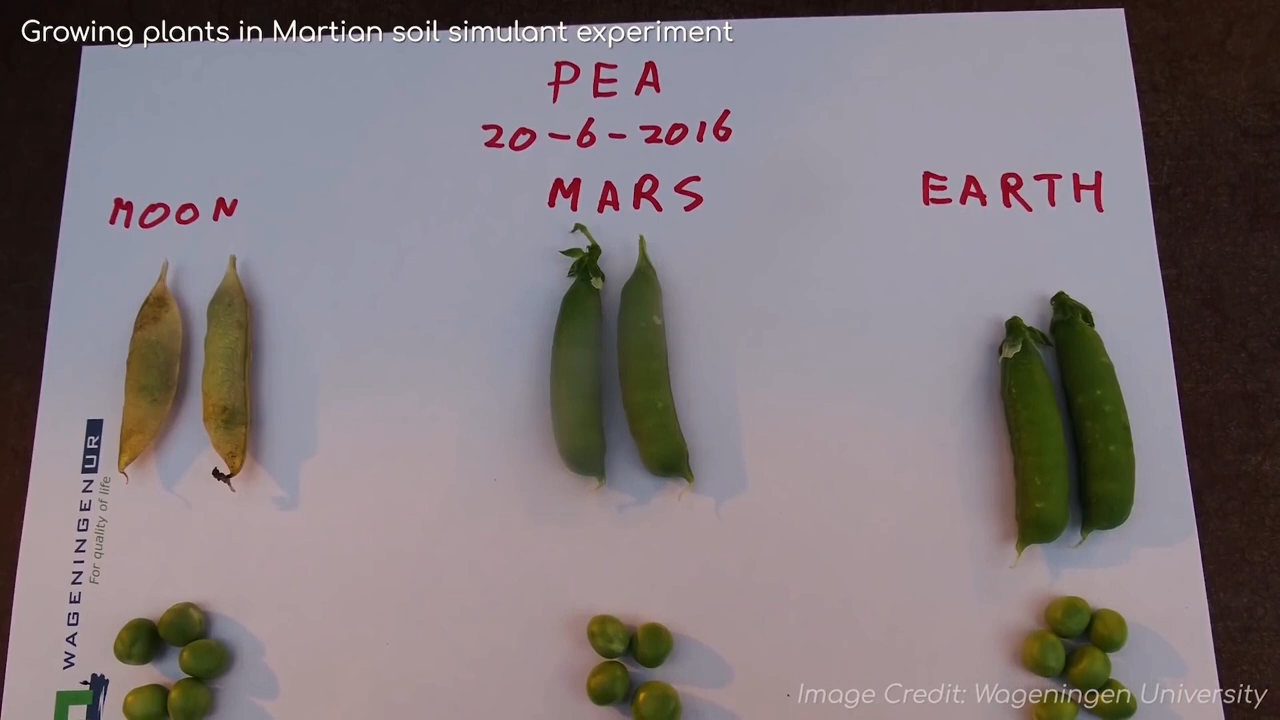 Growing plants in Martian soil simulant experiment
PEA
20-6-2016
MOON
MARS
EARTH
WAGENINGEN UR
For quality of life
Image Credit: Wageningen University